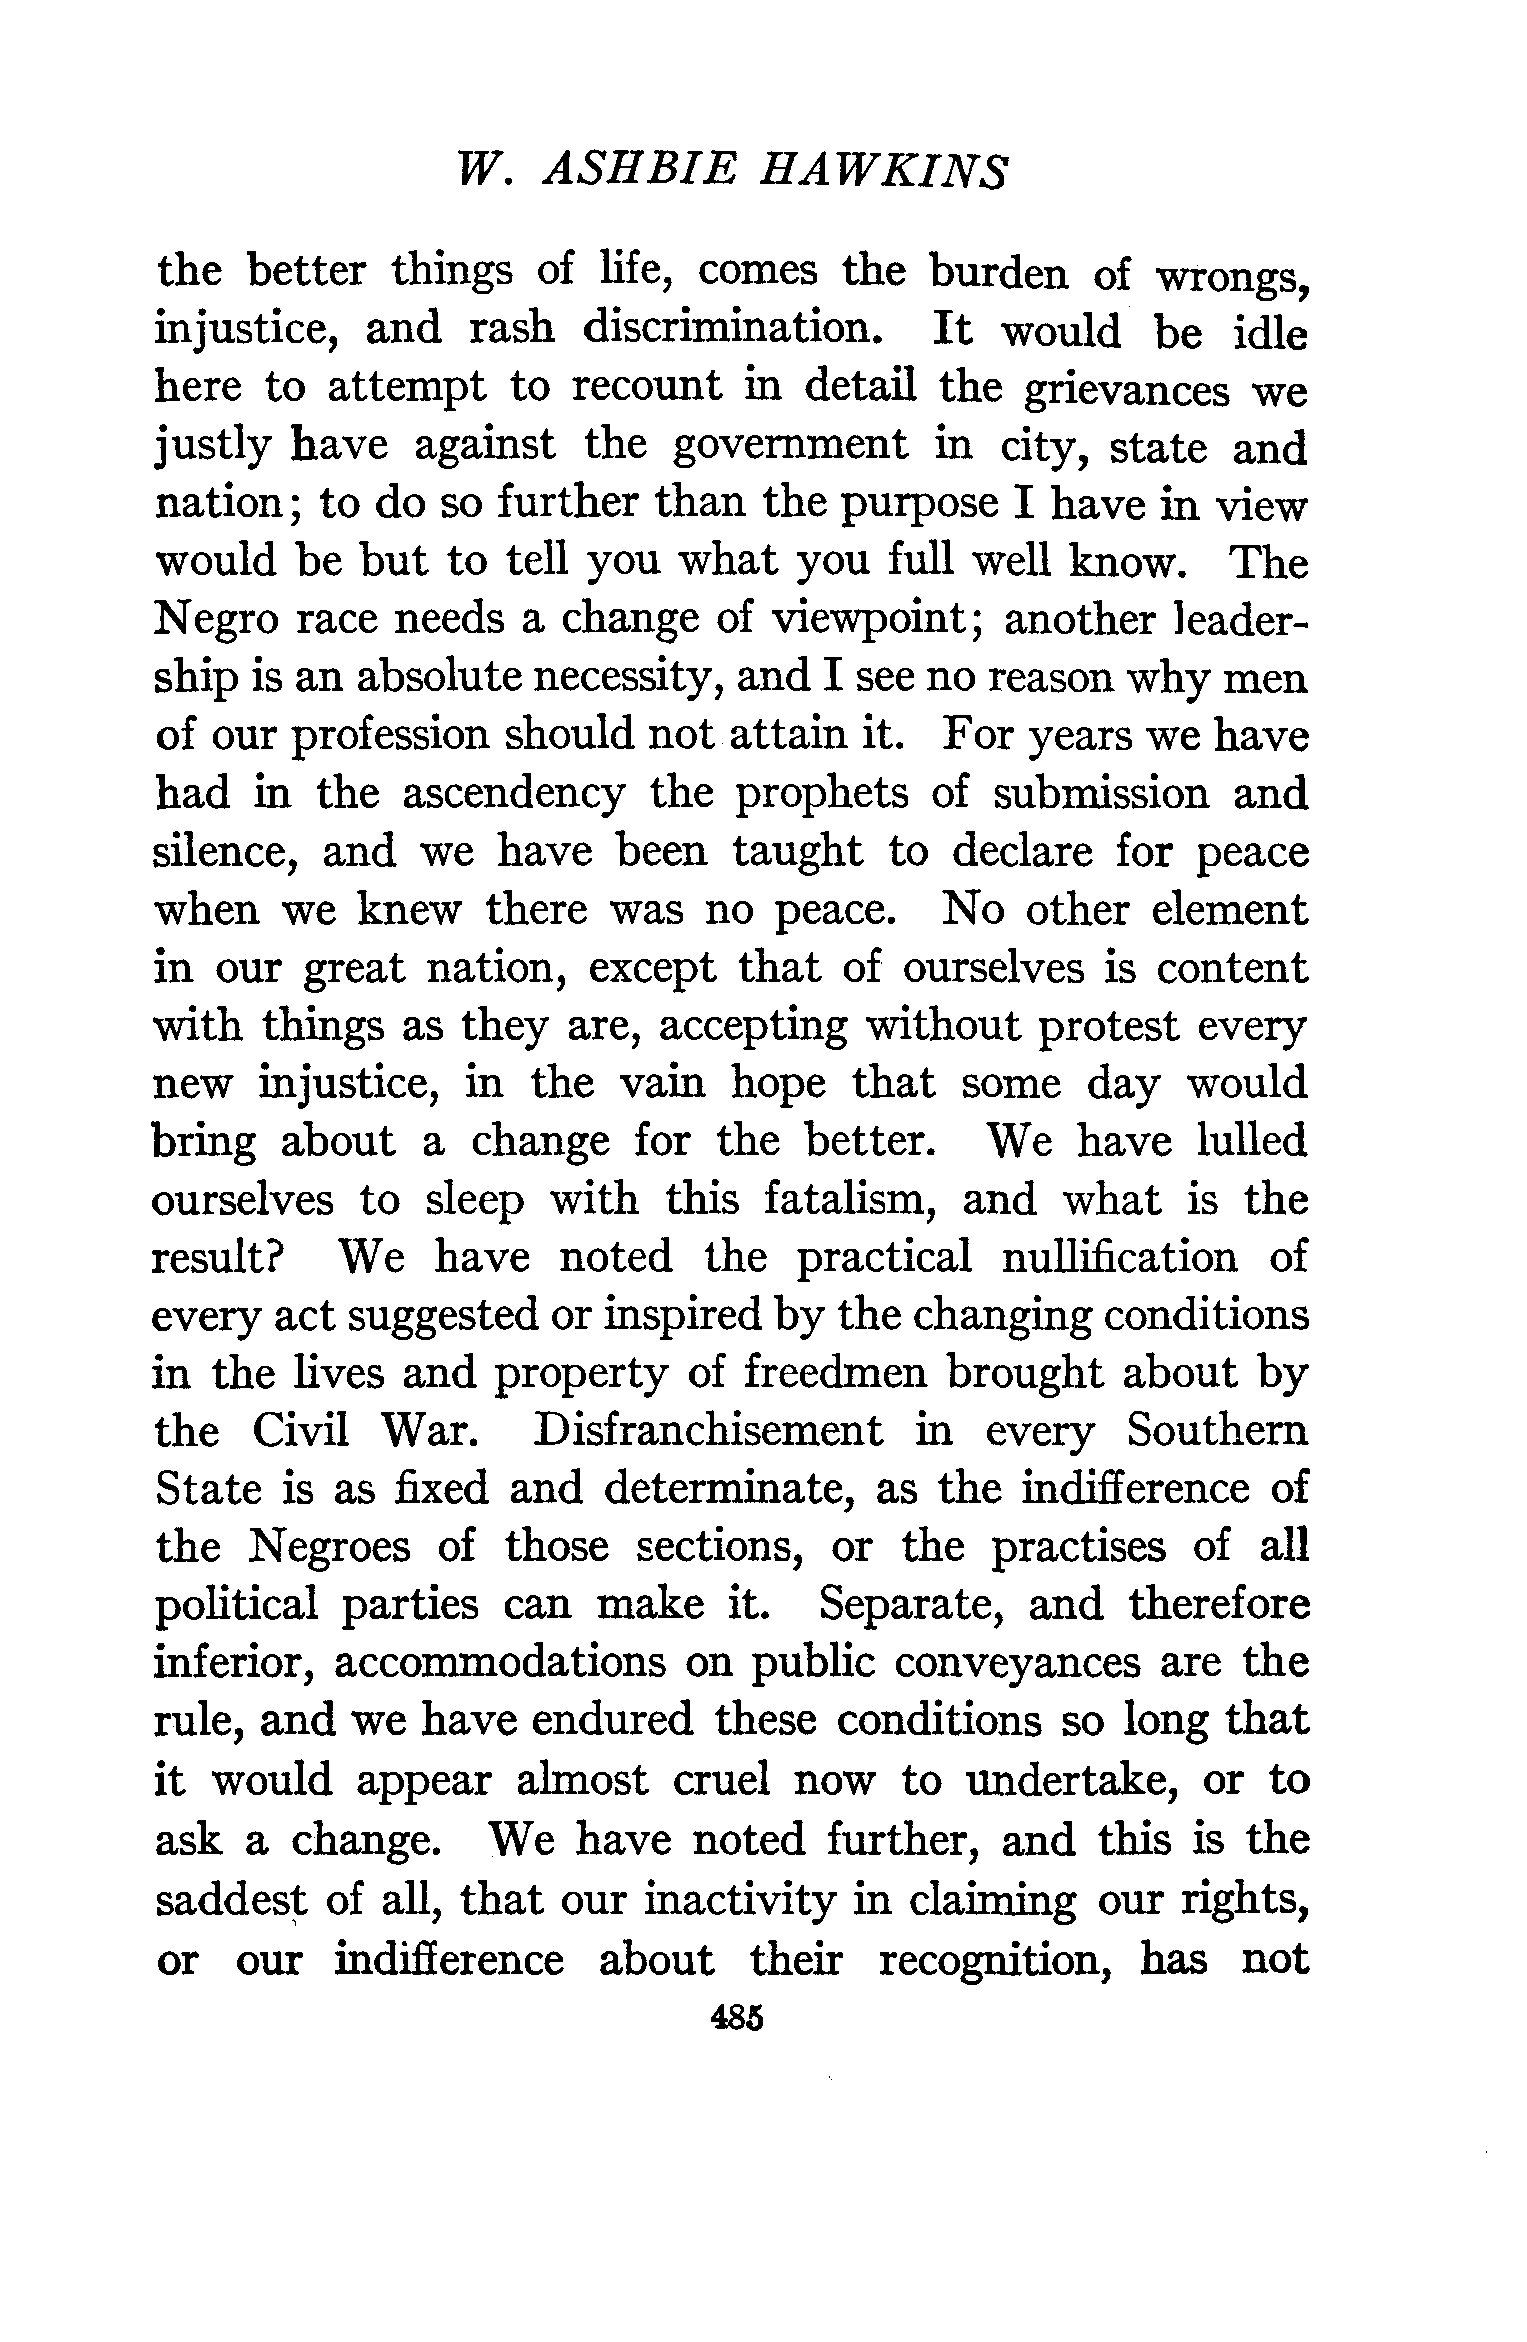 W. ASHBIE HAWKINS
the better things of life, comes the burden of wrongs,
injustice, and rash discrimination. It would be idle
here to attempt to recount in detail the grievances we
justly have against the government in city, state and
nation; to do so further than the purpose I have in view
would be but to tell you what you full well know. The
Negro race needs a change of viewpoint; another leader-
ship is an absolute necessity, and I see no reason why men
of our profession should not attain it. For years we have
had in the ascendency the prophets of submission and
silence, and we have been taught to declare for peace
when we knew there was no peace. No other element
in our great nation, except that of ourselves is content
with things as they are, accepting without protest every
new injustice, in the vain hope that some day would
bring about a change for the better. We have lulled
ourselves to sleep with this fatalism, and what is the
result? We have noted the practical nullification of
every act suggested or inspired by the changing conditions
in the lives and property of freedmen brought about by
the Civil War. Disfranchisement in every Southern
State is as fixed and determinate, as the indifference of
the Negroes of those sections, or the practises of all
political parties can make it. Separate, and therefore
inferior, accommodations on public conveyances are the
rule, and we have endured these conditions so long that
it would appear almost cruel now to undertake, or to
ask a change. We have noted further, and this is the
saddest of all, that our inactivity in claiming our rights,
or our indifference about their recognition, has not
485